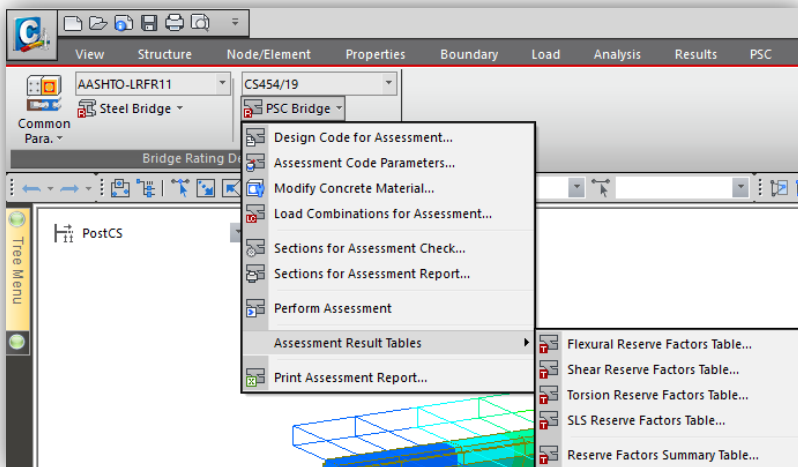 View Structure Node/Element Properties Boundary Load Analysis Results PSC
AASHTO-LRFR11
CS454/19
Steel Bridge
PSC Bridge
Common
Para.
Bridge Rating De
Design Code for Assessment...
Assessment Code Parameters...
Modify Concrete Material...
Load Combinations for Assessment...
Sections for Assessment Check...
Sections for Assessment Report...
Perform Assessment
Assessment Result Tables
Print Assessment Report...
Tree Menu
PostCS
Flexural Reserve Factors Table...
Shear Reserve Factors Table...
Torsion Reserve Factors Table...
SLS Reserve Factors Table...
Reserve Factors Summary Table...